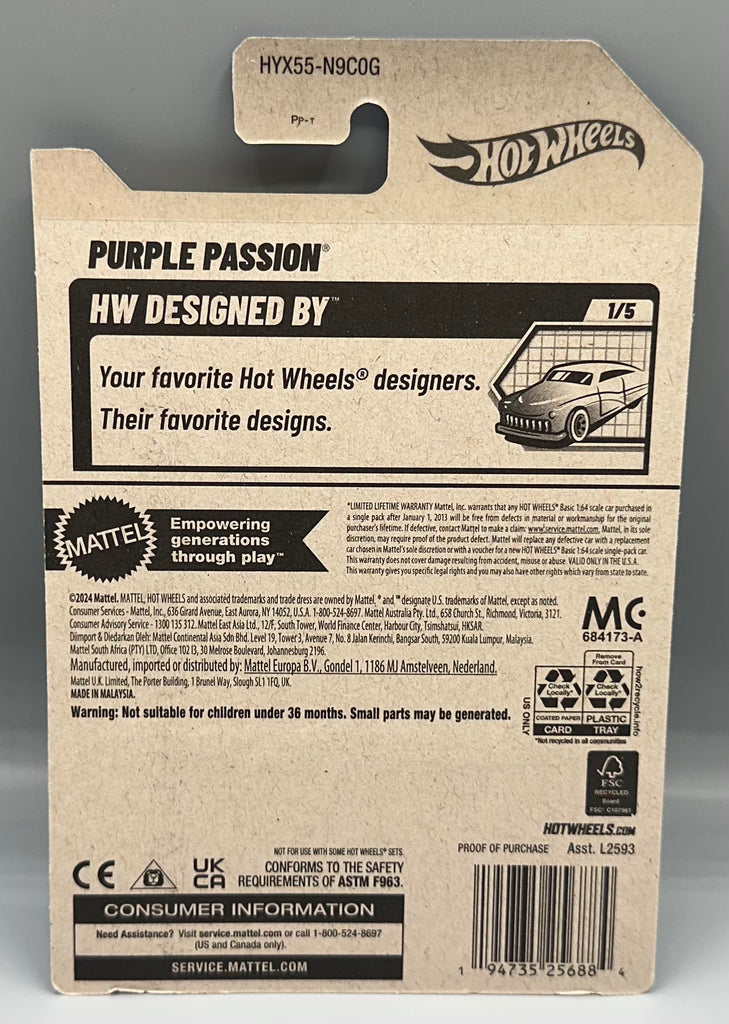 HYX55-N9C0G
PP-T
HOT WHEELS
PURPLE PASSION®
HW DESIGNED BY™
1/5
Your favorite Hot Wheels® designers.
Their favorite designs.
MATTEL
Empowering
generations
through play™
*LIMITED LIFETIME WARRANTY Mattel, Inc. warrants that any HOT WHEELS® Basic 1:64 scale car purchased in
a single pack after January 1, 2013 will be free from defects in material or workmanship for the original
purchaser's lifetime. If defective, contact Mattel to make a claim: www.service.mattel.com. Mattel, in its sole
discretion, may require proof of the product defect. Mattel will replace any defective car with a replacement
car chosen in Mattel's sole discretion or with a voucher for a new HOT WHEELS® Basic 1:64 scale single-pack car.
This warranty does not cover damage resulting from accident, misuse or abuse. VALID ONLY IN THE U.S.A.
This warranty gives you specific legal rights and you may also have other rights which vary from state to state.
©2024 Mattel. MATTEL, HOT WHEELS and associated trademarks and trade dress are owned by Mattel. ® and ™ designate U.S. trademarks of Mattel, except as noted.
Consumer Services - Mattel, Inc., 636 Girard Avenue, East Aurora, NY 14052, U.S.A. 1-800-524-8697. Mattel Australia Pty. Ltd., 658 Church St., Richmond, Victoria, 3121.
Consumer Advisory Service - 1300 135 312. Mattel East Asia Ltd., 12/F, South Tower, World Finance Center, Harbour City, Tsimshatsui, HKSAR.
Diimport & Diedarkan Oleh: Mattel Continental Asia Sdn Bhd. Level 19, Tower 3, Avenue 7, No. 8 Jalan Kerinchi, Bangsar South, 59200 Kuala Lumpur, Malaysia.
Mattel South Africa (PTY) LTD, Office 102 I3, 30 Melrose Boulevard, Johannesburg 2196.
Manufactured, imported or distributed by: Mattel Europa B.V., Gondel 1, 1186 MJ Amstelveen, Nederland.
Mattel U.K. Limited, The Porter Building, 1 Brunel Way, Slough SL1 1FQ, UK.
MADE IN MALAYSIA.
Warning: Not suitable for children under 36 months. Small parts may be generated.
MC
684173-A
US ONLY
Remove
From Card
Check
Locally*
Check
Locally*
COATED PAPER
CARD
PLASTIC
TRAY
*Not recycled in all communities
how2recycle.info
FSC
RECYCLED
Board
FSC® C107961
HOTWHEELS.COM
PROOF OF PURCHASE Asst. L2593
NOT FOR USE WITH SOME HOT WHEELS® SETS.
CE
UK
CA
CONFORMS TO THE SAFETY
REQUIREMENTS OF ASTM F963.
CONSUMER INFORMATION
Need Assistance? Visit service.mattel.com or call 1-800-524-8697
(US and Canada only).
SERVICE.MATTEL.COM
1 94735 25688 4